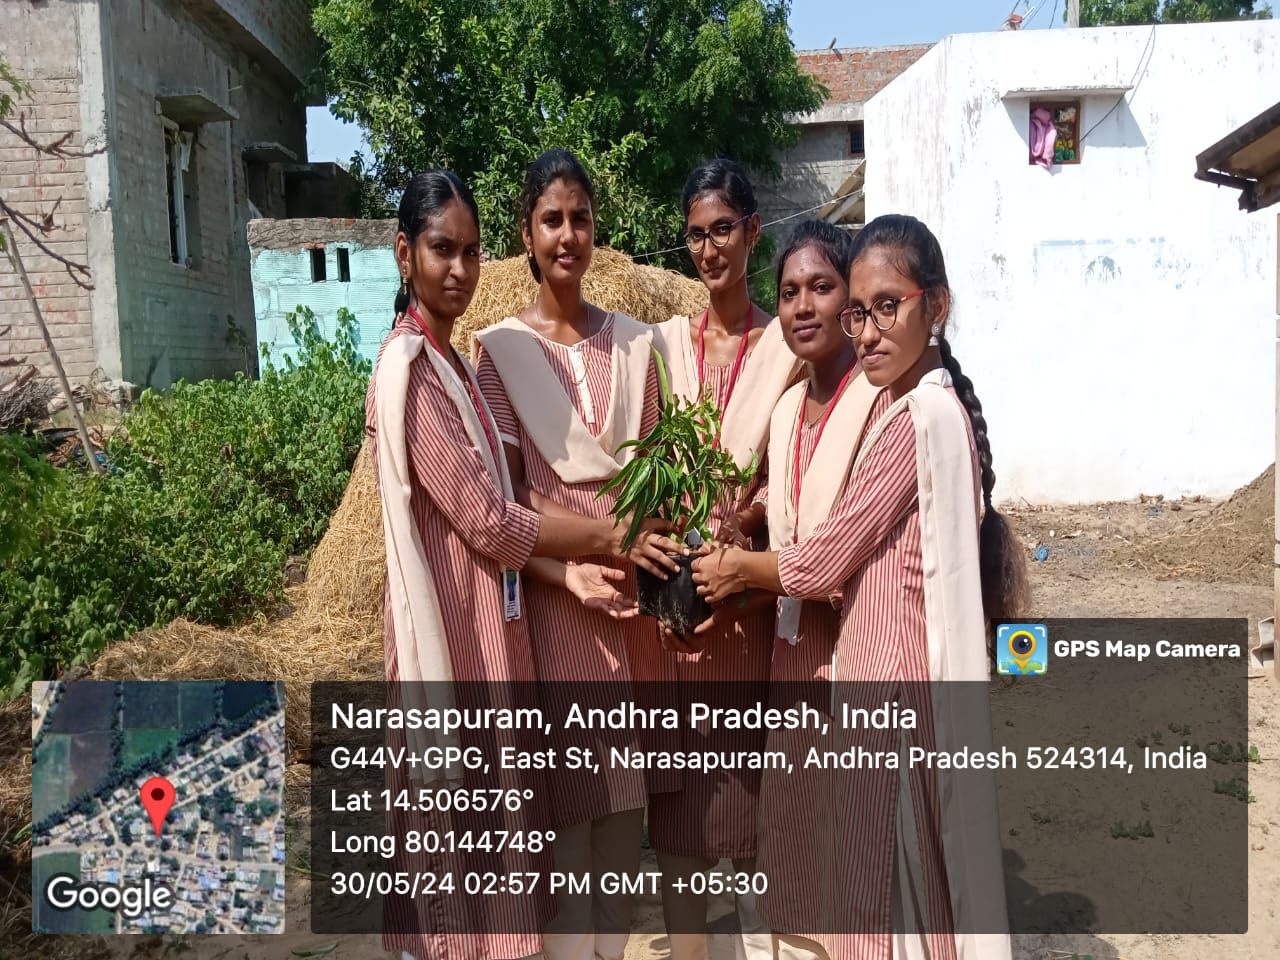 GPS Map Camera
Narasapuram, Andhra Pradesh, India
G44V+GPG, East St, Narasapuram, Andhra Pradesh 524314, India
Lat 14.506576°
Long 80.144748°
30/05/24 02:57 PM GMT +05:30
Google